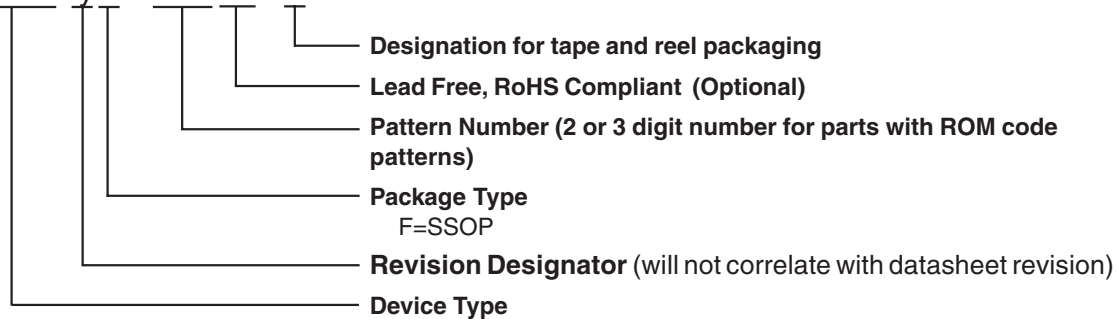 y
Designation for tape and reel packaging
Lead Free, RoHS Compliant (Optional)
Pattern Number (2 or 3 digit number for parts with ROM code
patterns)
Package Type
F=SSOP
Revision Designator (will not correlate with datasheet revision)
Device Type